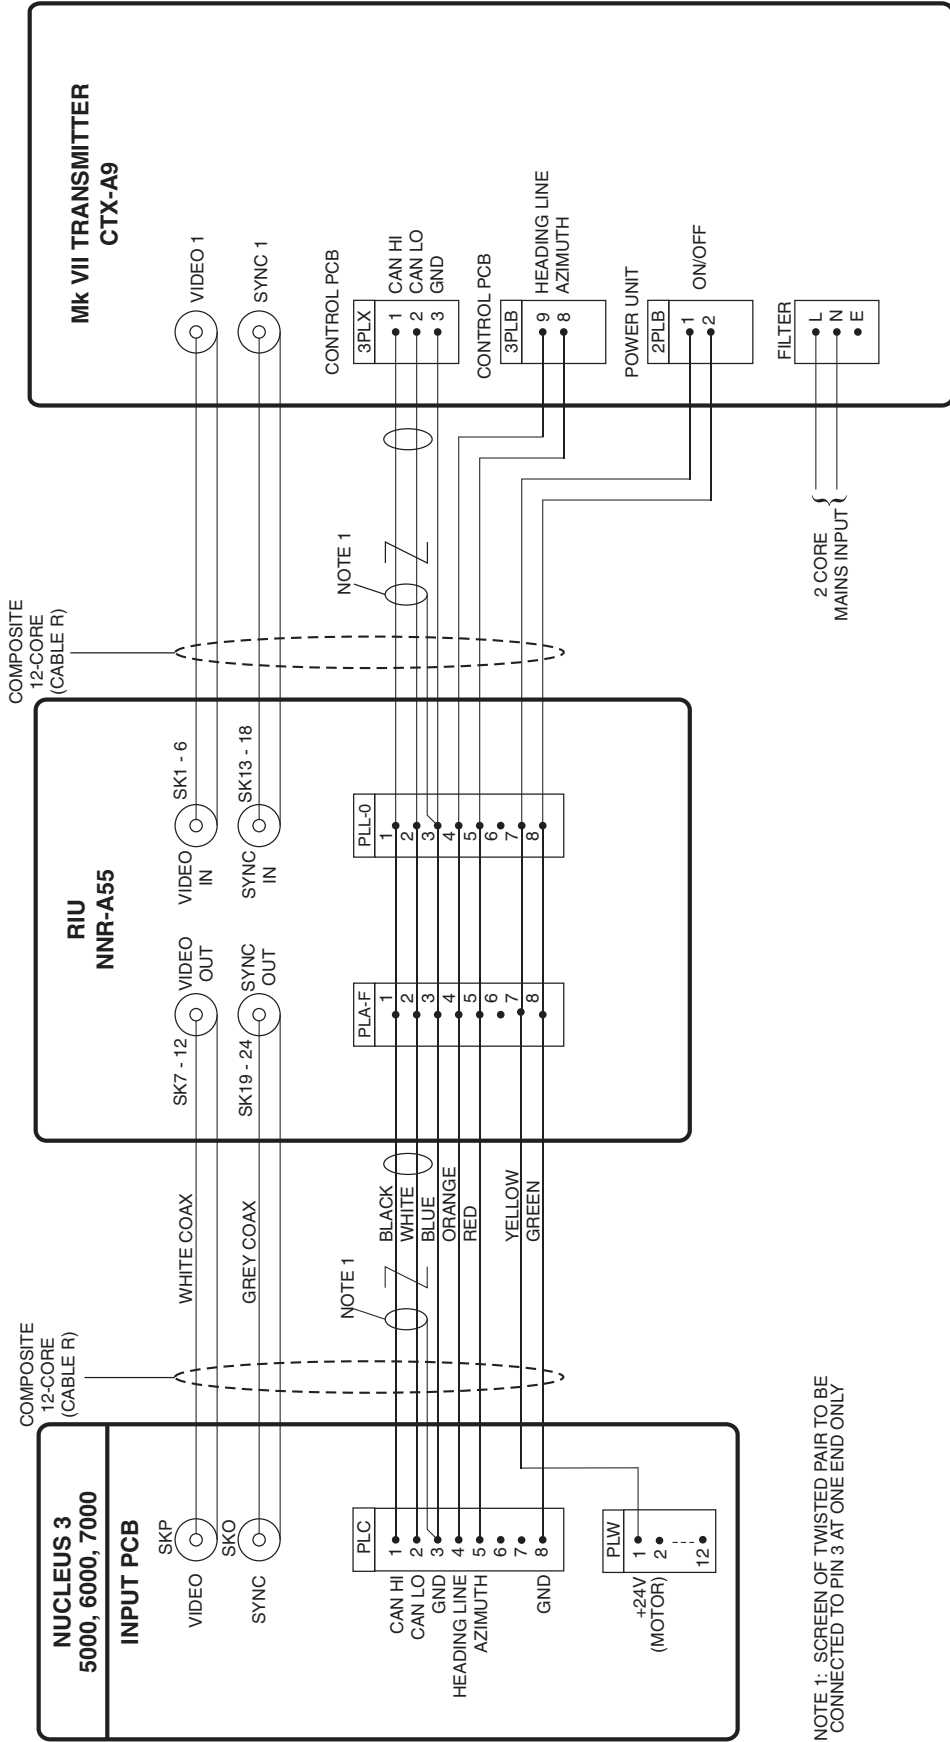 NUCLEUS 3
5000, 6000, 7000
INPUT PCB
SKP
VIDEO
SKO
SYNC
PLC
CAN HI 1
CAN LO 2
GND 3
HEADING LINE 4
AZIMUTH 5
6
7
GND 8
PLW
+24V 1
(MOTOR) 2
12
COMPOSITE
12-CORE
(CABLE R)
WHITE COAX
GREY COAX
NOTE 1
BLACK
WHITE
BLUE
ORANGE
RED
YELLOW
GREEN
RIU
NNR-A55
SK7 - 12
VIDEO
OUT
SK19 - 24
SYNC
OUT
PLA-F
1
2
3
4
5
6
7
8
VIDEO
IN
SK1 - 6
SYNC
IN
SK13 - 18
PLL-0
1
2
3
4
5
6
7
8
COMPOSITE
12-CORE
(CABLE R)
NOTE 1
Mk VII TRANSMITTER
CTX-A9
VIDEO 1
SYNC 1
CONTROL PCB
3PLX
1 CAN HI
2 CAN LO
3 GND
CONTROL PCB
3PLB
9 HEADING LINE
8 AZIMUTH
POWER UNIT
2PLB
1
2
ON/OFF
FILTER
L
N
E
2 CORE
MAINS INPUT
NOTE 1: SCREEN OF TWISTED PAIR TO BE
CONNECTED TO PIN 3 AT ONE END ONLY